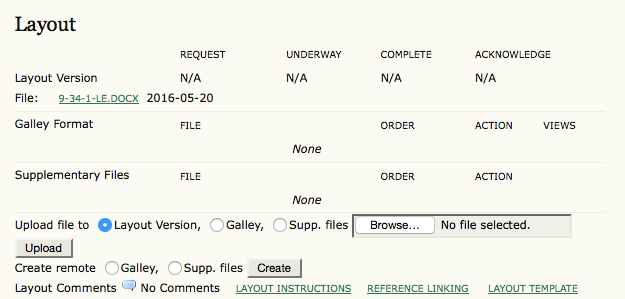 Layout
REQUEST UNDERWAY COMPLETE ACKNOWLEDGE
Layout Version N/A N/A N/A N/A
File: 9-34-1-LE.DOCX 2016-05-20
Galley Format FILE ORDER ACTION VIEWS
None
Supplementary Files FILE ORDER ACTION
None
Upload file to Layout Version, Galley, Supp. files Browse... No file selected.
Upload
Create remote Galley, Supp. files Create
Layout Comments No Comments LAYOUT INSTRUCTIONS REFERENCE LINKING LAYOUT TEMPLATE